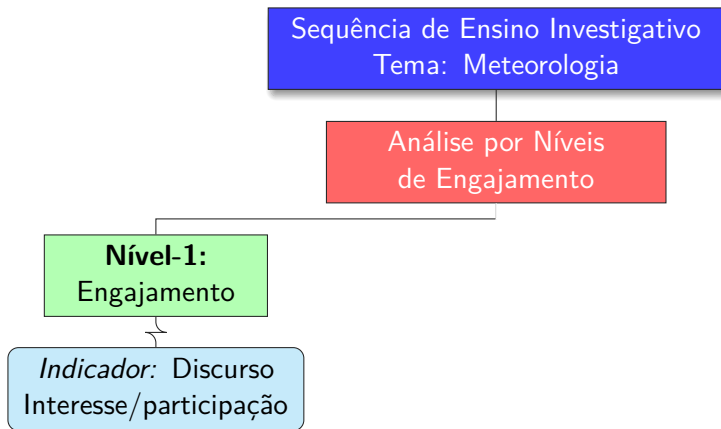 Sequência de Ensino Investigativo
Tema: Meteorologia
Análise por Níveis
de Engajamento
Nível-1:
Engajamento
Indicador: Discurso
Interesse/participação